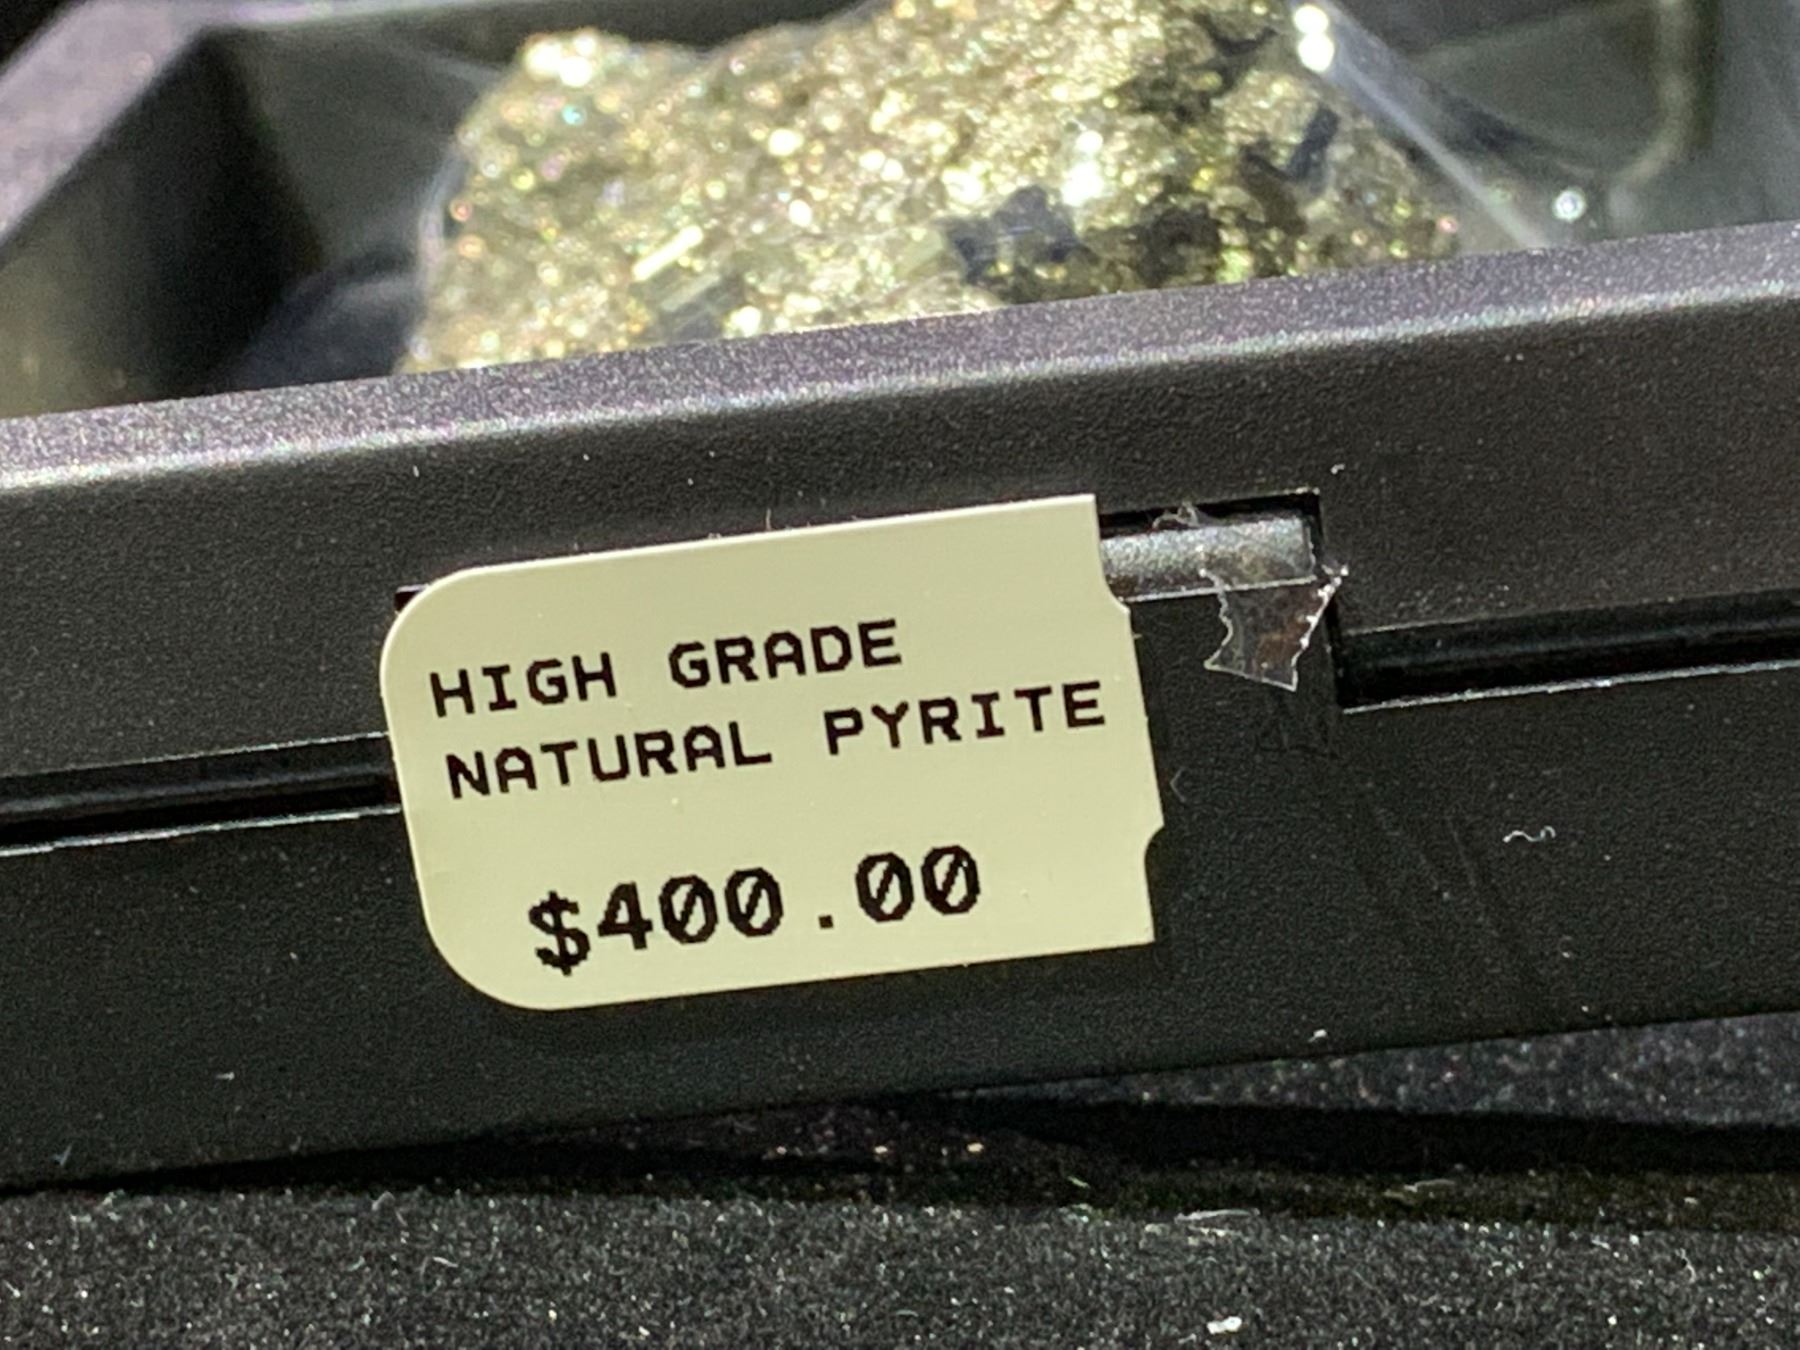 HIGH GRADE
NATURAL PYRITE
$400.00